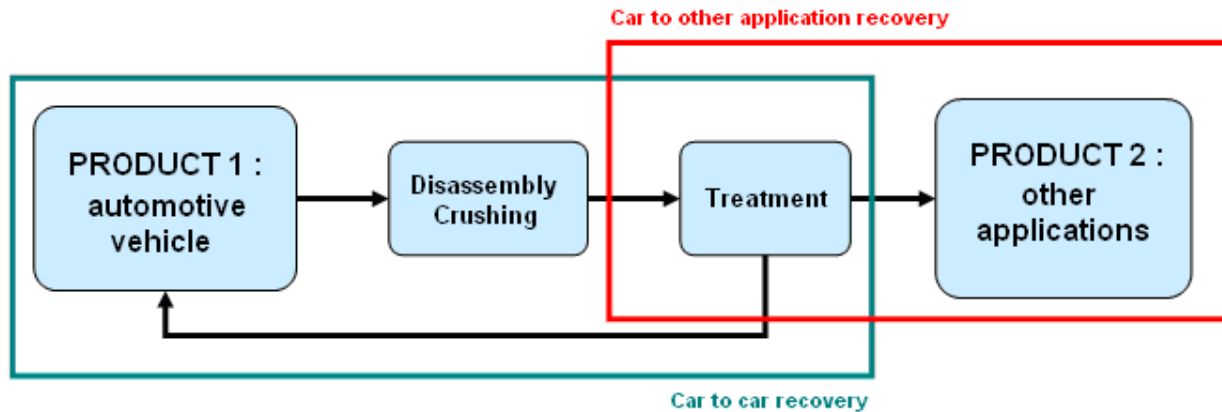 Car to other application recovery
PRODUCT 1 :
automotive
vehicle
Disassembly
Crushing
Treatment
PRODUCT 2 :
other
applications
Car to car recovery